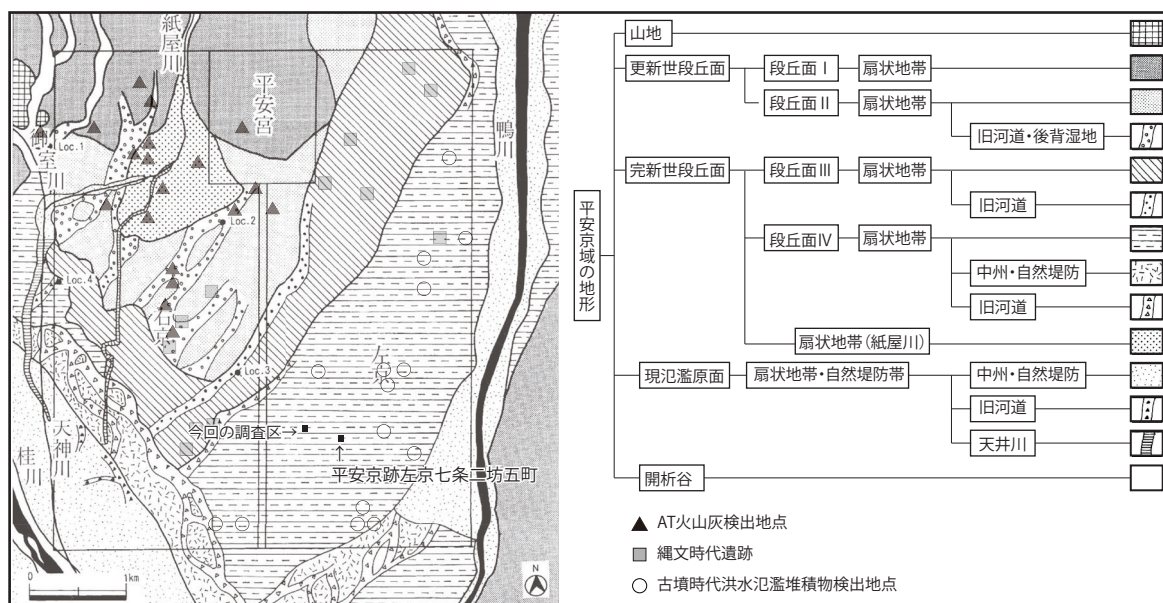 紙屋川
平安宮
鴨川
御室川
Loc.1
Loc.2
Loc.4
Loc.3
右京
左京
今回の調査区→
↑
平安京跡左京七条二坊五町
天神川
桂川
0 1km
N
平安京域の地形
山地
更新世段丘面 段丘面Ⅰ 扇状地帯
段丘面Ⅱ 扇状地帯
旧河道・後背湿地
完新世段丘面 段丘面Ⅲ 扇状地帯
旧河道
段丘面Ⅳ 扇状地帯
中州・自然堤防
旧河道
扇状地帯(紙屋川)
現氾濫原面 扇状地帯・自然堤防帯 中州・自然堤防
旧河道
天井川
開析谷
▲ AT火山灰検出地点
■ 縄文時代遺跡
○ 古墳時代洪水氾濫堆積物検出地点